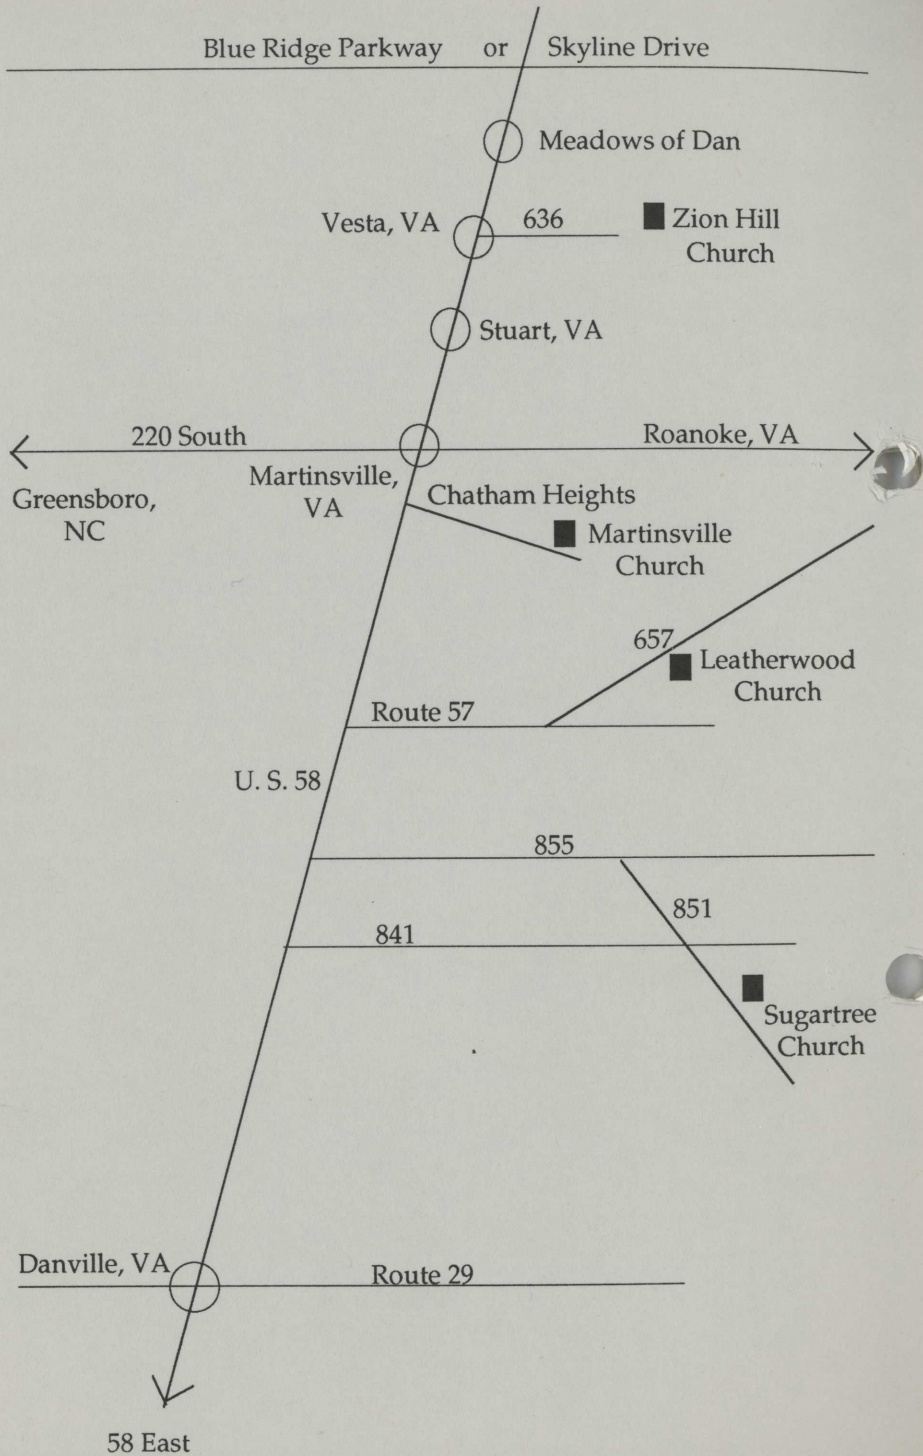 Blue Ridge Parkway or Skyline Drive
Meadows of Dan
Vesta, VA
636
Zion Hill
Church
Stuart, VA
220 South
Roanoke, VA
Greensboro,
NC
Martinsville,
VA
Chatham Heights
Martinsville
Church
657
Leatherwood
Church
Route 57
U. S. 58
855
851
841
Sugartree
Church
Danville, VA
Route 29
58 East